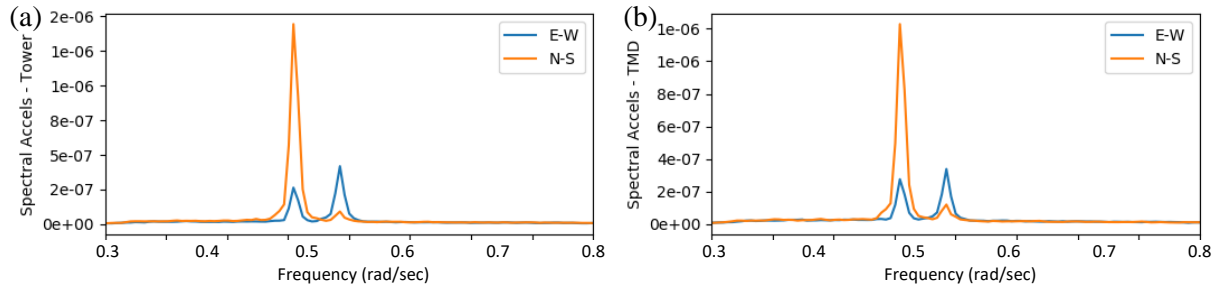 (a)
Spectral Accels - Tower
2e-06
1e-06
1e-06
8e-07
5e-07
2e-07
0e+00
E-W
N-S
0.3 0.4 0.5 0.6 0.7 0.8
Frequency (rad/sec)
(b)
Spectral Accels - TMD
1e-06
1e-06
8e-07
6e-07
4e-07
2e-07
0e+00
E-W
N-S
0.3 0.4 0.5 0.6 0.7 0.8
Frequency (rad/sec)